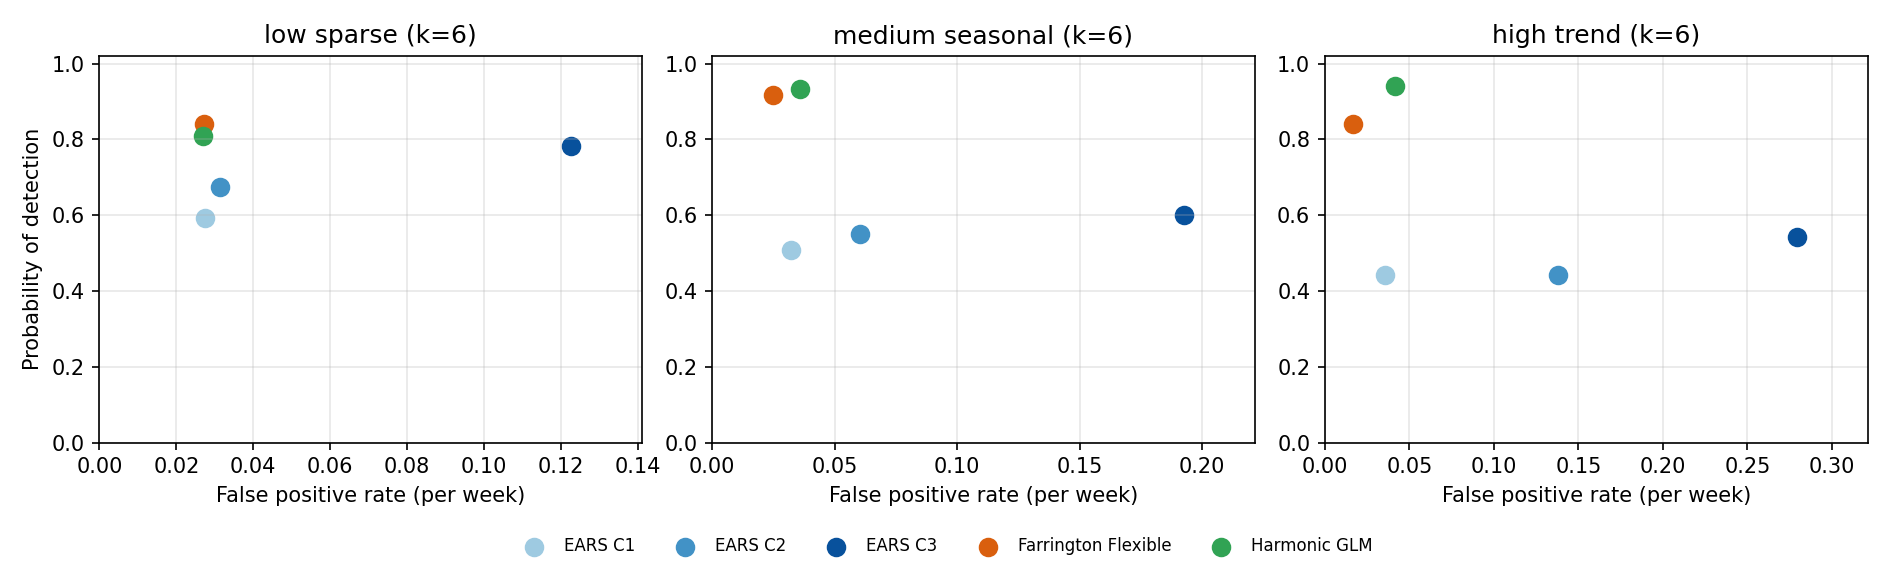 low sparse (k=6)
medium seasonal (k=6)
high trend (k=6)
Probability of detection
1.0
0.8
0.6
0.4
0.2
0.0
0.00 0.02 0.04 0.06 0.08 0.10 0.12 0.14
False positive rate (per week)
1.0
0.8
0.6
0.4
0.2
0.0
0.00 0.05 0.10 0.15 0.20
False positive rate (per week)
1.0
0.8
0.6
0.4
0.2
0.0
0.00 0.05 0.10 0.15 0.20 0.25 0.30
False positive rate (per week)
EARS C1 EARS C2 EARS C3 Farrington Flexible Harmonic GLM